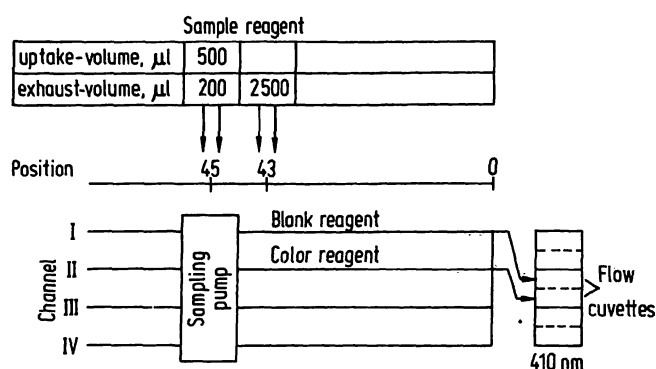 Sample reagent
uptake-volume, µl 500
exhaust-volume, µl 200 2500
Position 45 43 0
I Blank reagent
II Color reagent
III
IV
Channel
Sampling pump
Flow
cuvettes
410 nm